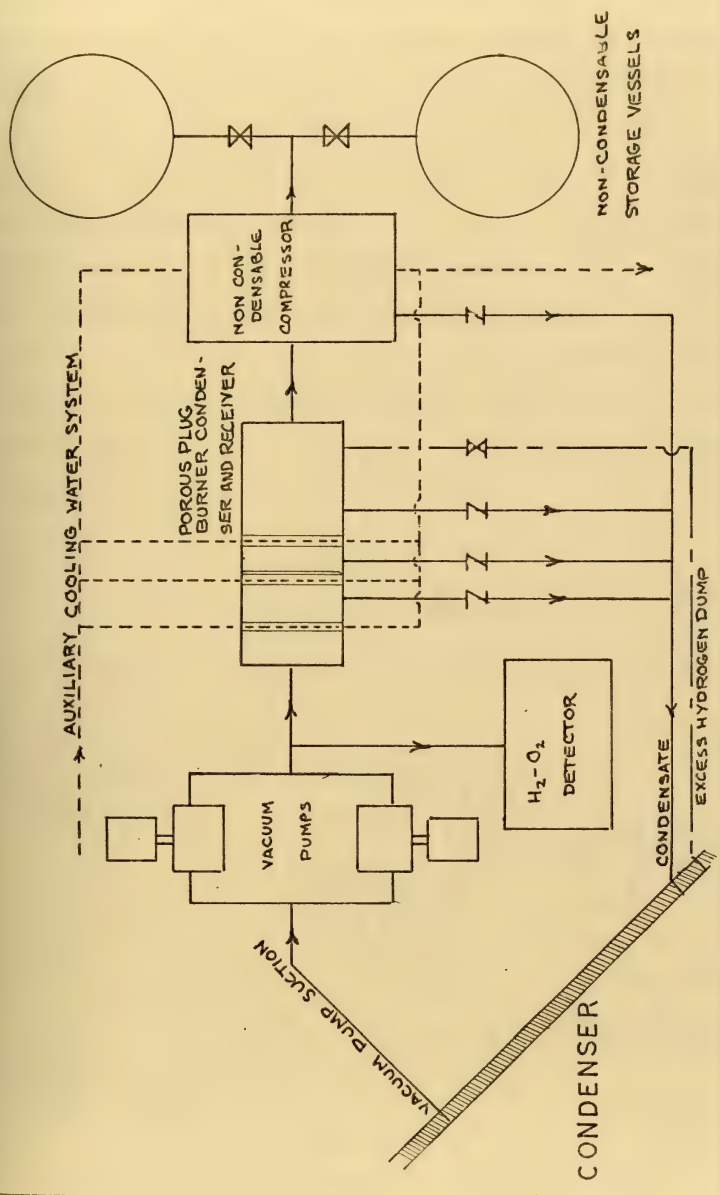 NON-CONDENSABLE
STORAGE VESSELS
AUXILIARY COOLING WATER SYSTEM
NON CON-
DENSABLE
COMPRESSOR
POROUS PLUG
BURNER CONDEN-
SER AND RECEIVER
VACUUM
PUMPS
H₂-O₂
DETECTOR
VACUUM PUMP SUCTION
CONDENSATE
EXCESS HYDROGEN DUMP
CONDENSER